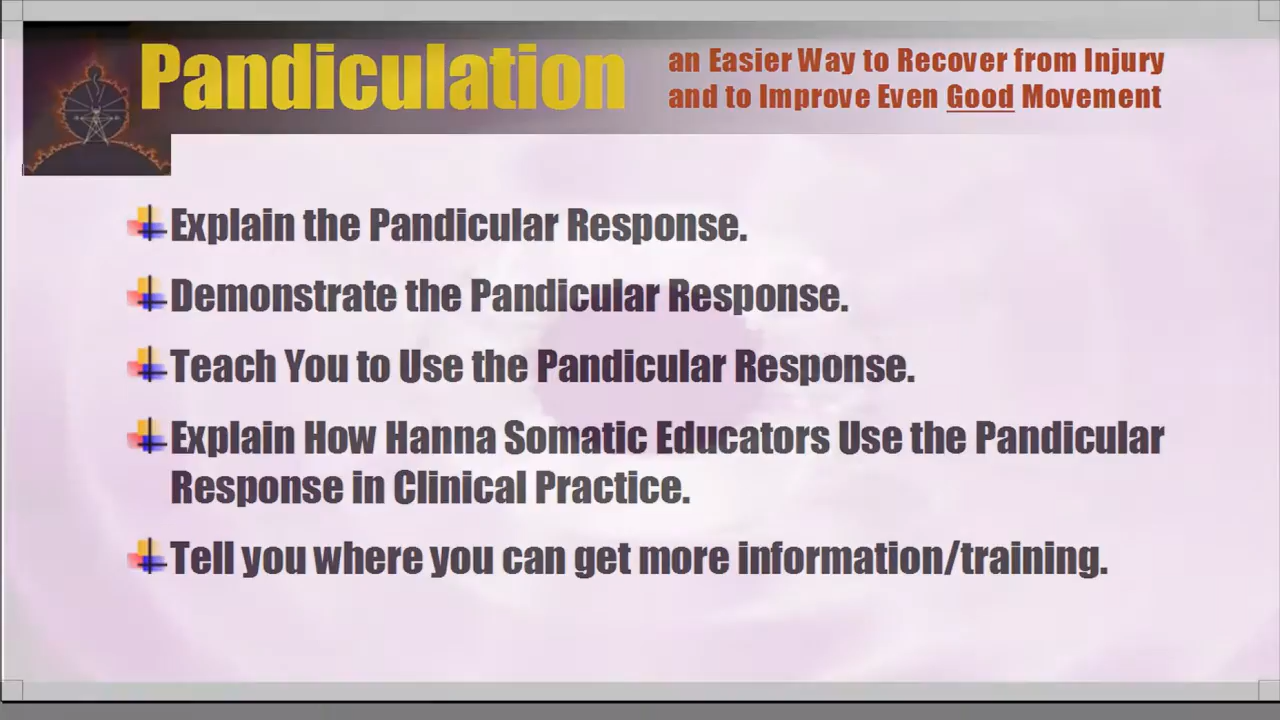 Pandiculation
an Easier Way to Recover from Injury
and to Improve Even Good Movement
Explain the Pandicular Response.
Demonstrate the Pandicular Response.
Teach You to Use the Pandicular Response.
Explain How Hanna Somatic Educators Use the Pandicular
Response in Clinical Practice.
Tell you where you can get more information/training.